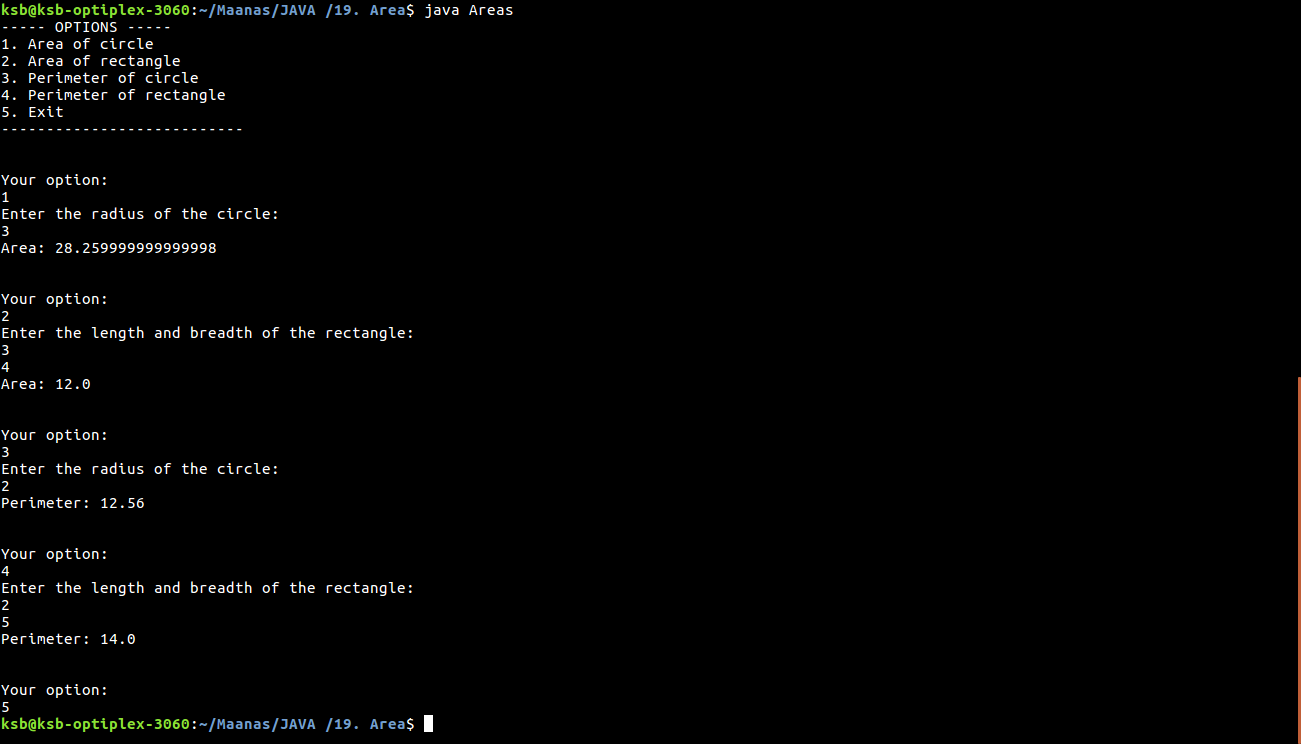 ksb@ksb-optiplex-3060:~/Maanas/JAVA /19. Area$ java Areas
----- OPTIONS -----
1. Area of circle
2. Area of rectangle
3. Perimeter of circle
4. Perimeter of rectangle
5. Exit
---------------------------
Your option:
1
Enter the radius of the circle:
3
Area: 28.259999999999998
Your option:
2
Enter the length and breadth of the rectangle:
3
4
Area: 12.0
Your option:
3
Enter the radius of the circle:
2
Perimeter: 12.56
Your option:
4
Enter the length and breadth of the rectangle:
2
5
Perimeter: 14.0
Your option:
5
ksb@ksb-optiplex-3060:~/Maanas/JAVA /19. Area$